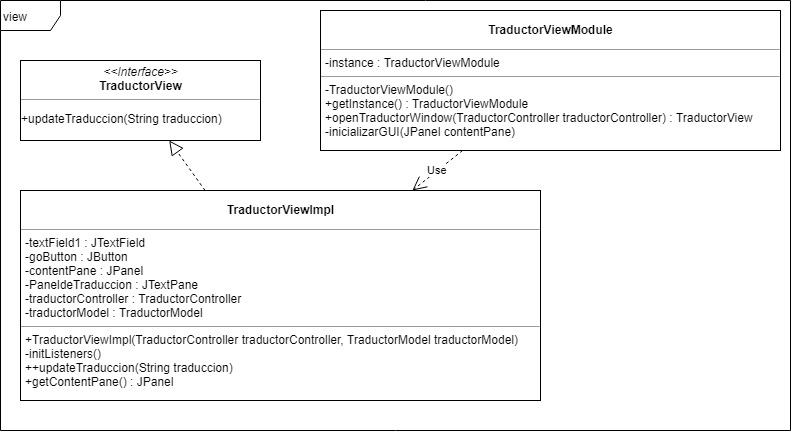 view
<<Interface>>
TraductorView
+updateTraduccion(String traduccion)
TraductorViewModule
-instance : TraductorViewModule
-TraductorViewModule()
+getInstance() : TraductorViewModule
+openTraductorWindow(TraductorController traductorController) : TraductorView
-inicializarGUI(JPanel contentPane)
Use
TraductorViewImpl
-textField1 : JTextField
-goButton : JButton
-contentPane : JPanel
-PaneldeTraduccion : JTextPane
-traductorController : TraductorController
-traductorModel : TraductorModel
+TraductorViewImpl(TraductorController traductorController, TraductorModel traductorModel)
-initListeners()
++updateTraduccion(String traduccion)
+getContentPane() : JPanel